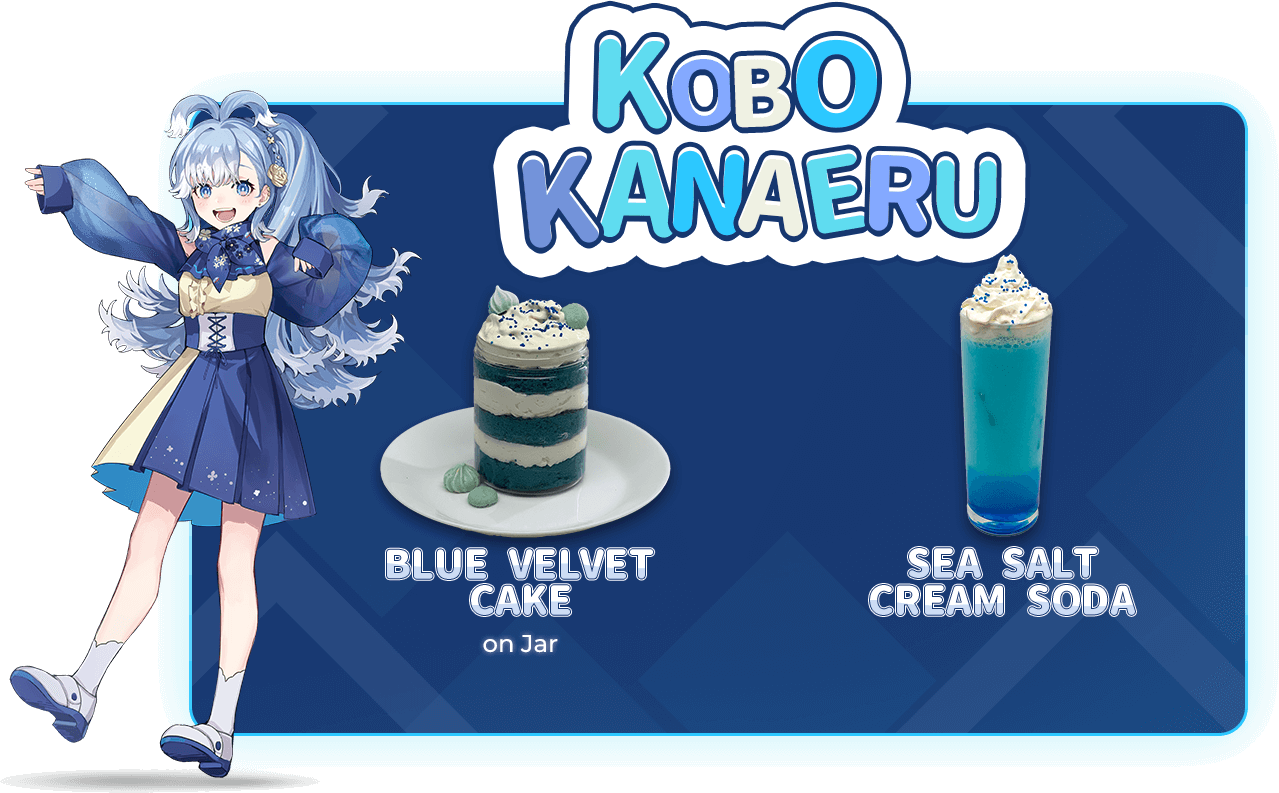 KOBO
KANAERU
BLUE VELVET
CAKE
on Jar
SEA SALT
CREAM SODA